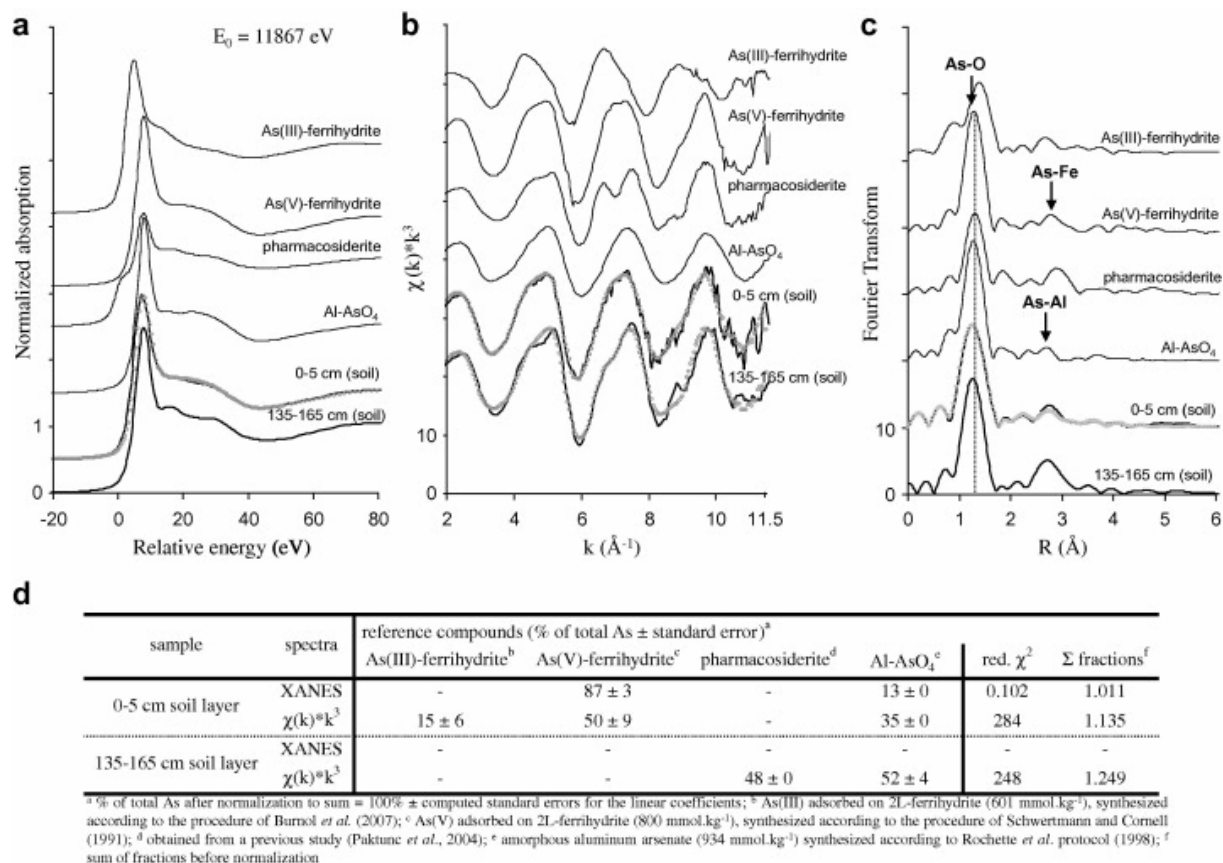 a
E₀ = 11867 eV
As(III)-ferrihydrite
As(V)-ferrihydrite
pharmacosiderite
Al-AsO₄
0-5 cm (soil)
135-165 cm (soil)
Normalized absorption
1
0
-20 0 20 40 60 80
Relative energy (eV)
b
As(III)-ferrihydrite
As(V)-ferrihydrite
pharmacosiderite
Al-AsO₄
0-5 cm (soil)
135-165 cm (soil)
χ(k)*k³
10
0
2 4 6 8 10 11.5
k (Å⁻¹)
c
As-O
As(III)-ferrihydrite
As-Fe
As(V)-ferrihydrite
pharmacosiderite
As-Al
Al-AsO₄
0-5 cm (soil)
135-165 cm (soil)
Fourier Transform
10
0
0 1 2 3 4 5 6
R (Å)
d
sample spectra reference compounds (% of total As ± standard error)ᵃ
As(III)-ferrihydriteᵇ As(V)-ferrihydriteᶜ pharmacosideriteᵈ Al-AsO₄ᵉ red. χ² Σ fractionsᶠ
0-5 cm soil layer XANES - 87 ± 3 - 13 ± 0 0.102 1.011
χ(k)*k³ 15 ± 6 50 ± 9 - 35 ± 0 284 1.135
135-165 cm soil layer XANES - - - - - -
χ(k)*k³ - - 48 ± 0 52 ± 4 248 1.249
ᵃ % of total As after normalization to sum = 100% ± computed standard errors for the linear coefficients; ᵇ As(III) adsorbed on 2L-ferrihydrite (601 mmol.kg⁻¹), synthesized
according to the procedure of Burnol et al. (2007); ᶜ As(V) adsorbed on 2L-ferrihydrite (800 mmol.kg⁻¹), synthesized according to the procedure of Schwertmann and Cornell
(1991); ᵈ obtained from a previous study (Paktunc et al., 2004); ᵉ amorphous aluminum arsenate (934 mmol.kg⁻¹) synthesized according to Rochette et al. protocol (1998); ᶠ
sum of fractions before normalization